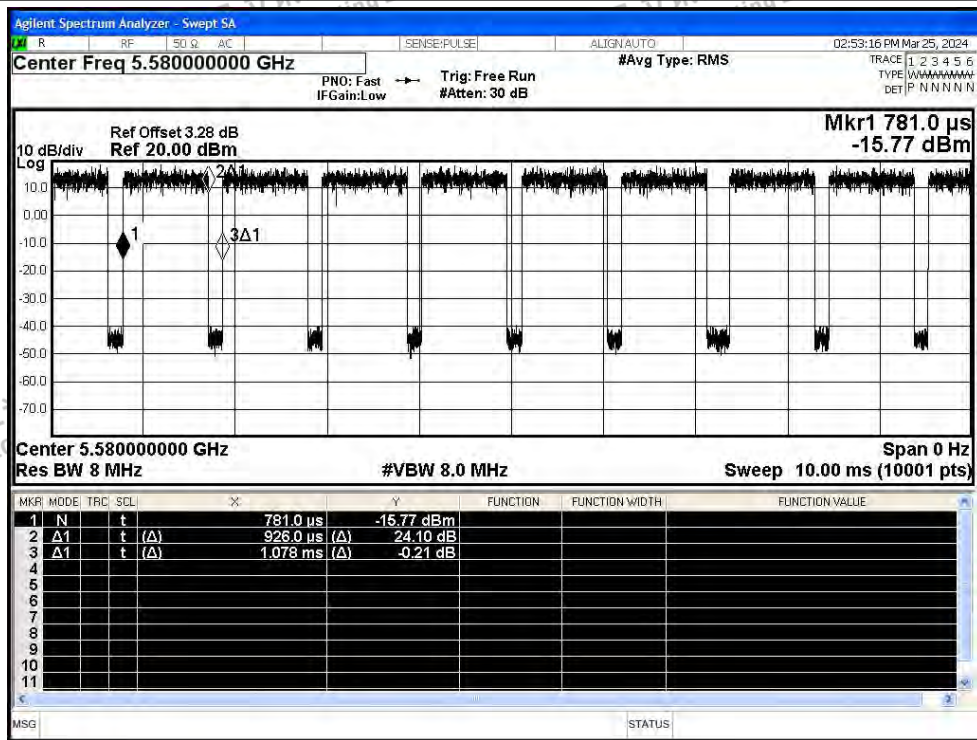 Agilent Spectrum Analyzer - Swept SA
R RF 50 Ω AC SENSE:PULSE ALIGN AUTO 02:53:16 PM Mar 25, 2024
Center Freq 5.580000000 GHz
#Avg Type: RMS
TRACE 1 2 3 4 5 6
TYPE
DET P N N N N N
PNO: Fast
IFGain:Low
Trig: Free Run
#Atten: 30 dB
Mkr1 781.0 µs
-15.77 dBm
Ref Offset 3.28 dB
10 dB/div Ref 20.00 dBm
Log
10.0
0.00
-10.0
-20.0
-30.0
-40.0
-50.0
-60.0
-70.0
2Δ1
1
3Δ1
Center 5.580000000 GHz Span 0 Hz
Res BW 8 MHz #VBW 8.0 MHz Sweep 10.00 ms (10001 pts)
MKR MODE TRC SCL X Y FUNCTION FUNCTION WIDTH FUNCTION VALUE
1 N t 781.0 µs -15.77 dBm
2 Δ1 t (Δ) 926.0 µs (Δ) 24.10 dB
3 Δ1 t (Δ) 1.078 ms (Δ) -0.21 dB
4
5
6
7
8
9
10
11
MSG STATUS